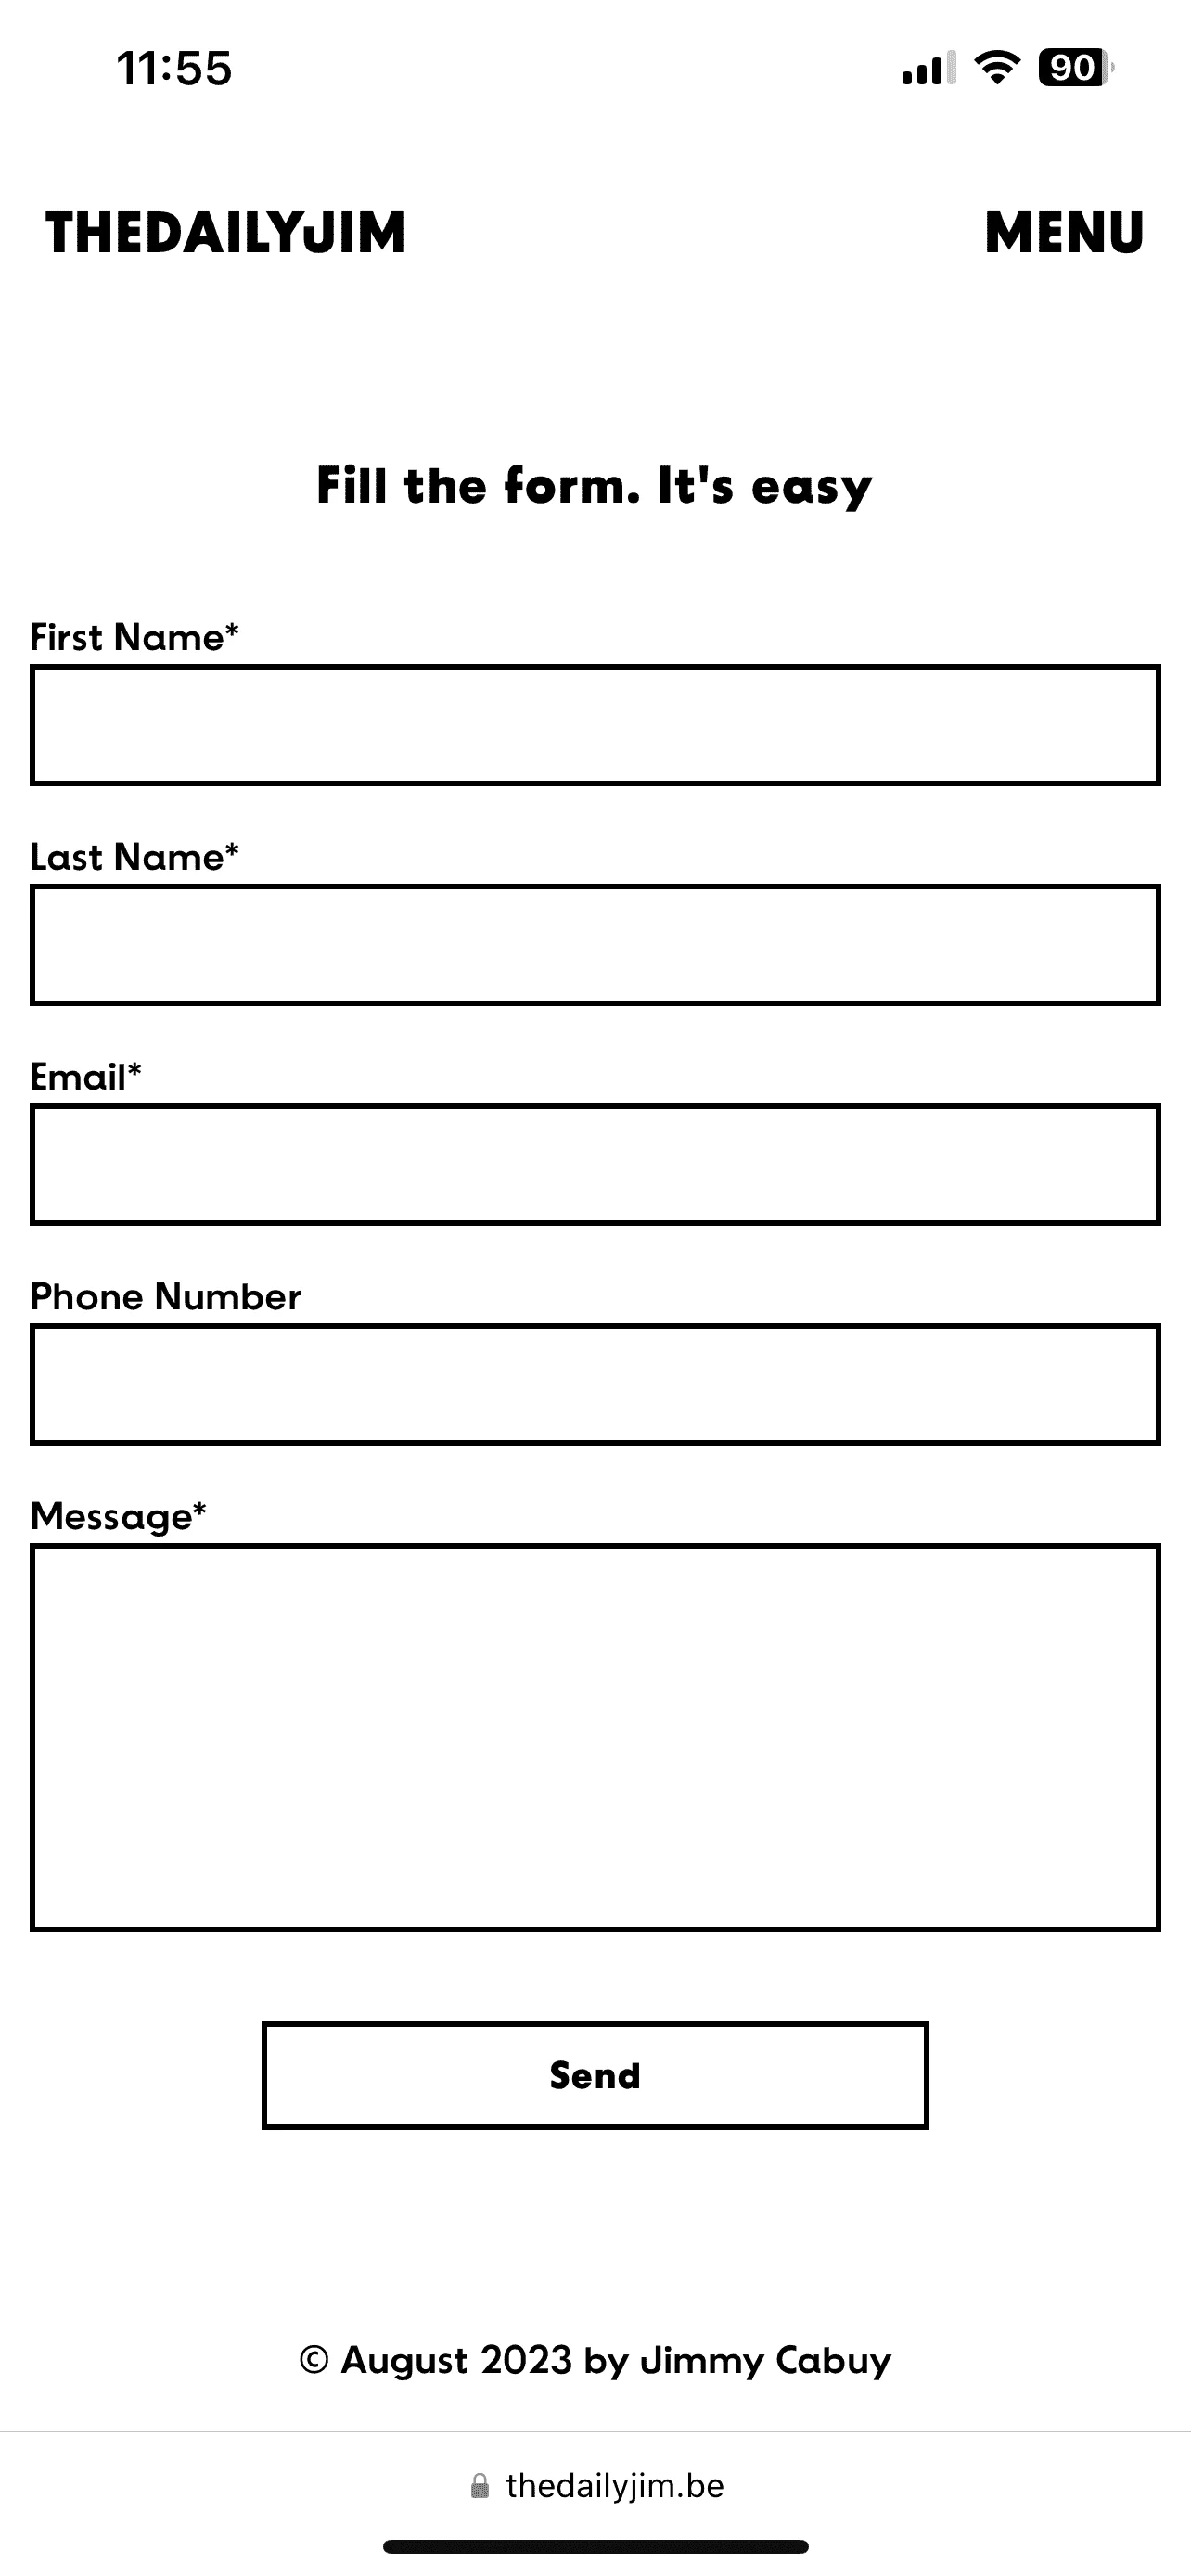 11:55
90
THEDAILYJIM
MENU
Fill the form. It's easy
First Name*
Last Name*
Email*
Phone Number
Message*
Send
© August 2023 by Jimmy Cabuy
thedailyjim.be